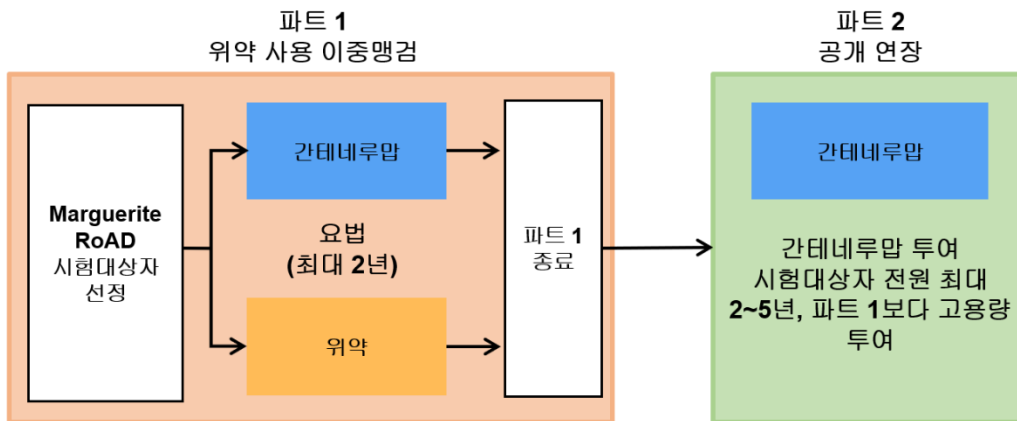 파트 1
위약 사용 이중맹검
Marguerite
RoAD
시험대상자
선정
간테네루맙
요법
(최대 2년)
위약
파트 1
종료
파트 2
공개 연장
간테네루맙
간테네루맙 투여
시험대상자 전원 최대
2~5년, 파트 1보다 고용량
투여